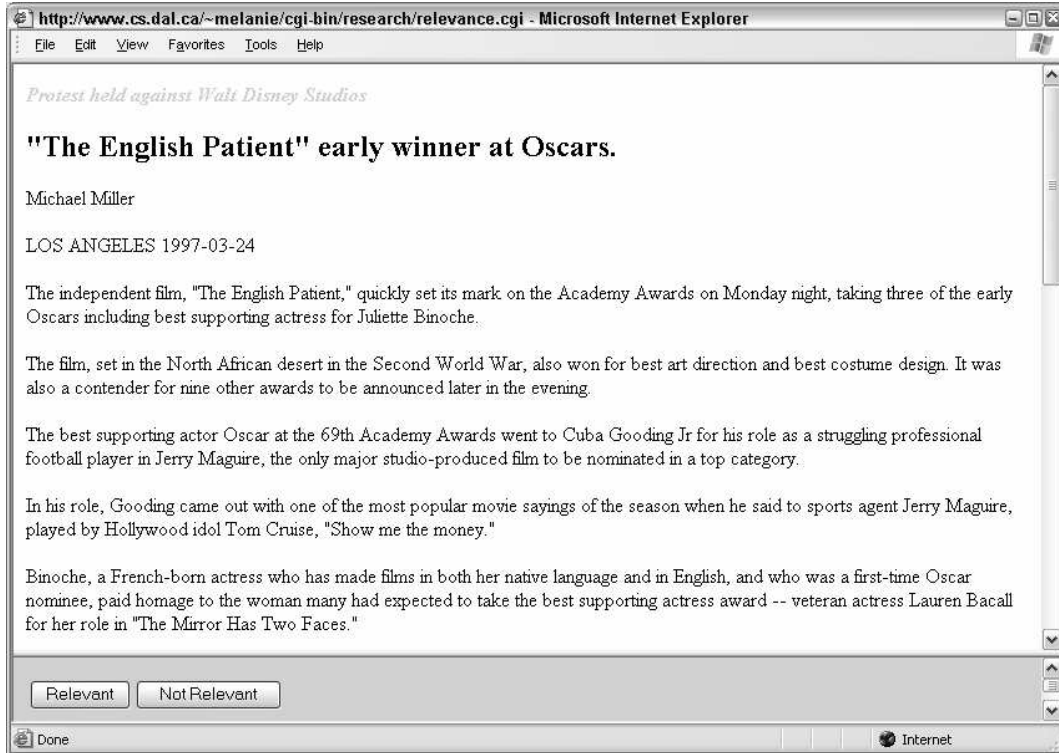 http://www.cs.dal.ca/~melanie/cgi-bin/research/relevance.cgi - Microsoft Internet Explorer
File Edit View Favorites Tools Help
Protest held against Walt Disney Studios
"The English Patient" early winner at Oscars.
Michael Miller
LOS ANGELES 1997-03-24
The independent film, "The English Patient," quickly set its mark on the Academy Awards on Monday night, taking three of the early
Oscars including best supporting actress for Juliette Binoche.
The film, set in the North African desert in the Second World War, also won for best art direction and best costume design. It was
also a contender for nine other awards to be announced later in the evening.
The best supporting actor Oscar at the 69th Academy Awards went to Cuba Gooding Jr for his role as a struggling professional
football player in Jerry Maguire, the only major studio-produced film to be nominated in a top category.
In his role, Gooding came out with one of the most popular movie sayings of the season when he said to sports agent Jerry Maguire,
played by Hollywood idol Tom Cruise, "Show me the money."
Binoche, a French-born actress who has made films in both her native language and in English, and who was a first-time Oscar
nominee, paid homage to the woman many had expected to take the best supporting actress award -- veteran actress Lauren Bacall
for her role in "The Mirror Has Two Faces."
Relevant Not Relevant
Done Internet